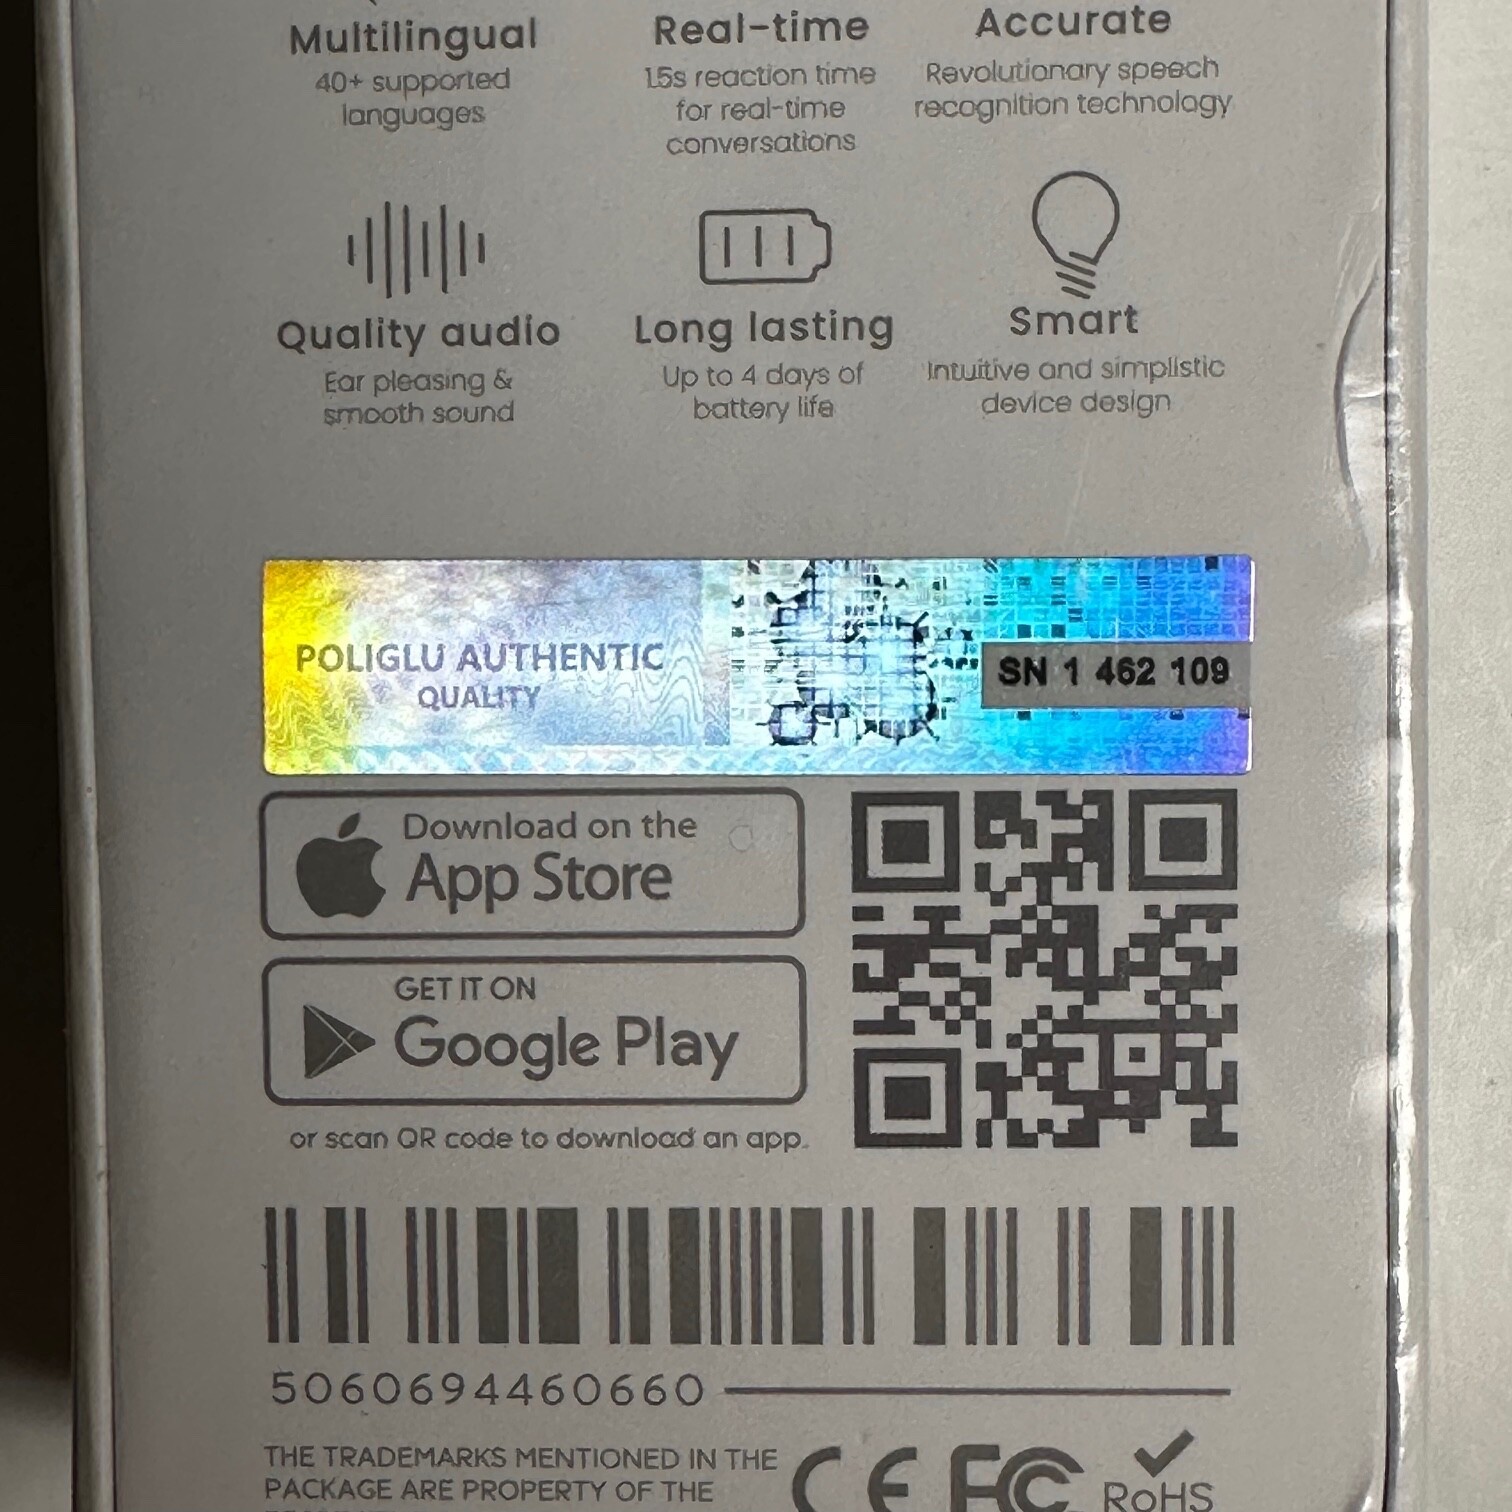 Multilingual
40+ supported
languages
Real-time
1.5s reaction time
for real-time
conversations
Accurate
Revolutionary speech
recognition technology
Quality audio
Ear pleasing &
smooth sound
Long lasting
Up to 4 days of
battery life
Smart
Intuitive and simplistic
device design
POLIGLU AUTHENTIC
QUALITY
SN 1 462 109
Download on the
App Store
GET IT ON
Google Play
or scan QR code to download an app.
5060694460660
THE TRADEMARKS MENTIONED IN THE
PACKAGE ARE PROPERTY OF THE
CE FC RoHS